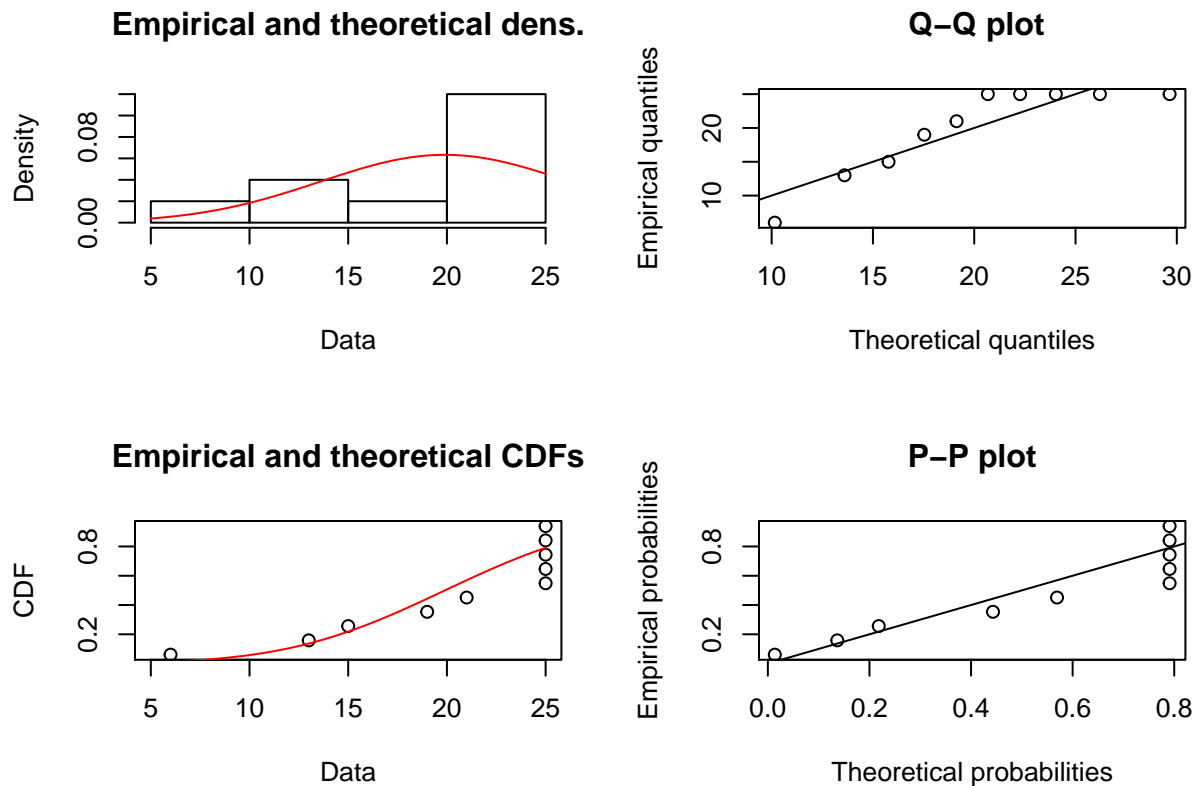 Empirical and theoretical dens.
Density
0.00 0.08
5 10 15 20 25
Data
Q−Q plot
Empirical quantiles
10 20
10 15 20 25 30
Theoretical quantiles
Empirical and theoretical CDFs
CDF
0.2 0.8
5 10 15 20 25
Data
P−P plot
Empirical probabilities
0.2 0.8
0.0 0.2 0.4 0.6 0.8
Theoretical probabilities